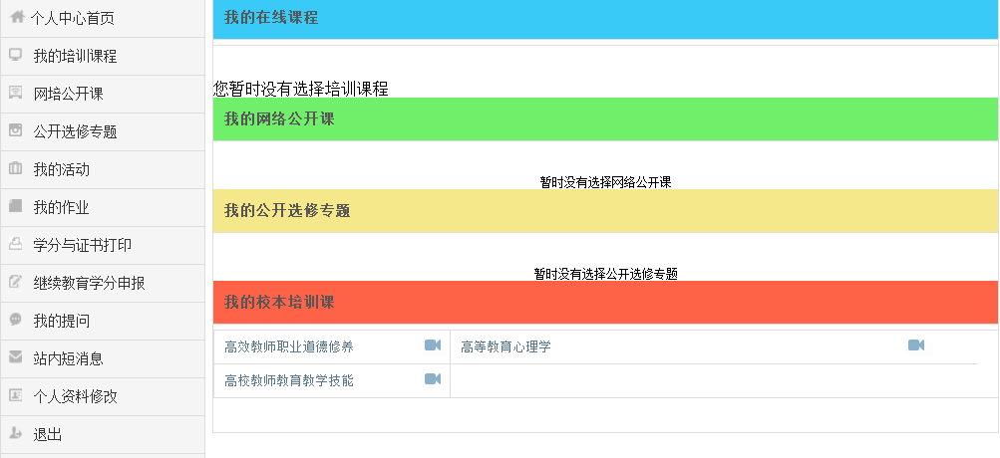 个人中心首页
我的培训课程
网培公开课
公开选修专题
我的活动
我的作业
学分与证书打印
继续教育学分申报
我的提问
站内短消息
个人资料修改
退出
我的在线课程
您暂时没有选择培训课程
我的网络公开课
暂时没有选择网络公开课
我的公开选修专题
暂时没有选择公开选修专题
我的校本培训课
高效教师职业道德修养
高等教育心理学
高校教师教育教学技能